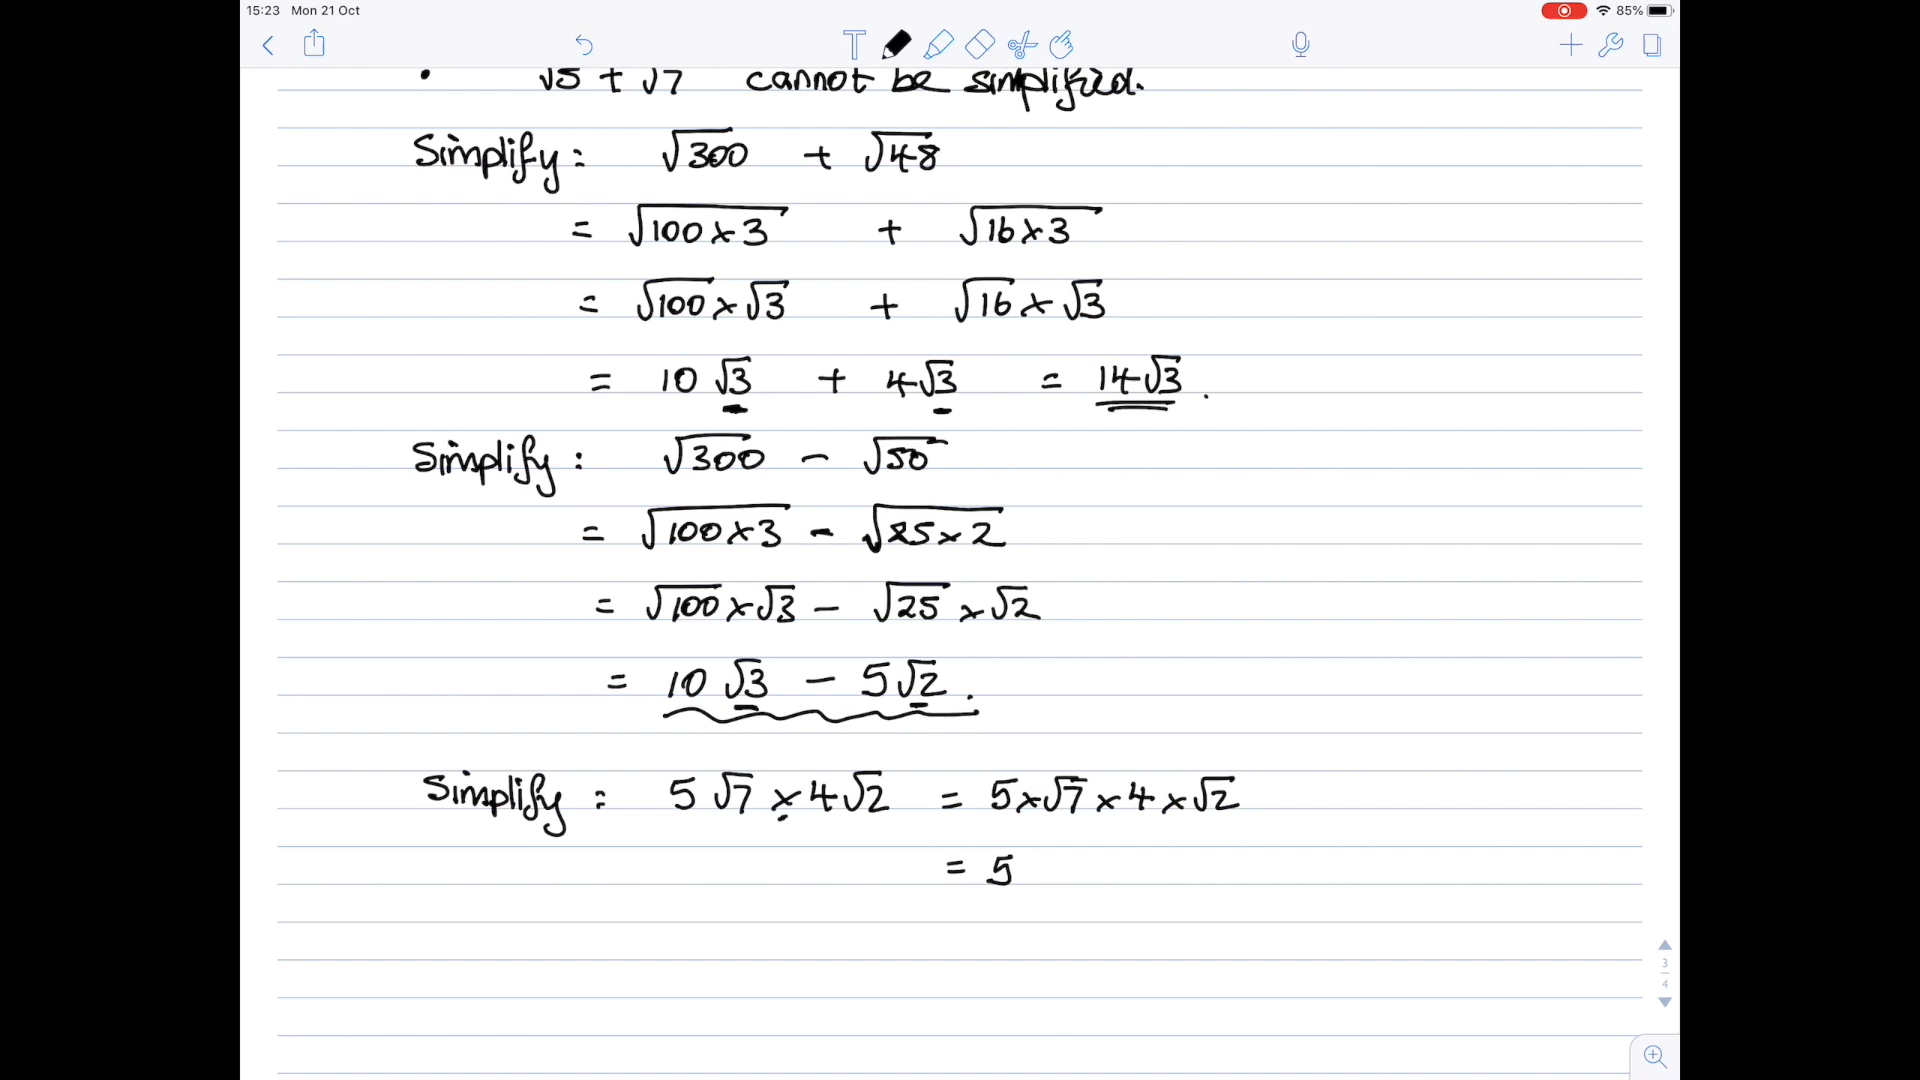 15:23 Mon 21 Oct 85%
• √5 + √7 cannot be simplified.
Simplify: √300 + √48
= √100×3 + √16×3
= √100×√3 + √16×√3
= 10√3 + 4√3 = 14√3.
Simplify: √300 - √50
= √100×3 - √25×2
= √100×√3 - √25×√2
= 10√3 - 5√2.
Simplify: 5√7×4√2 = 5×√7×4×√2
= 5
3
4